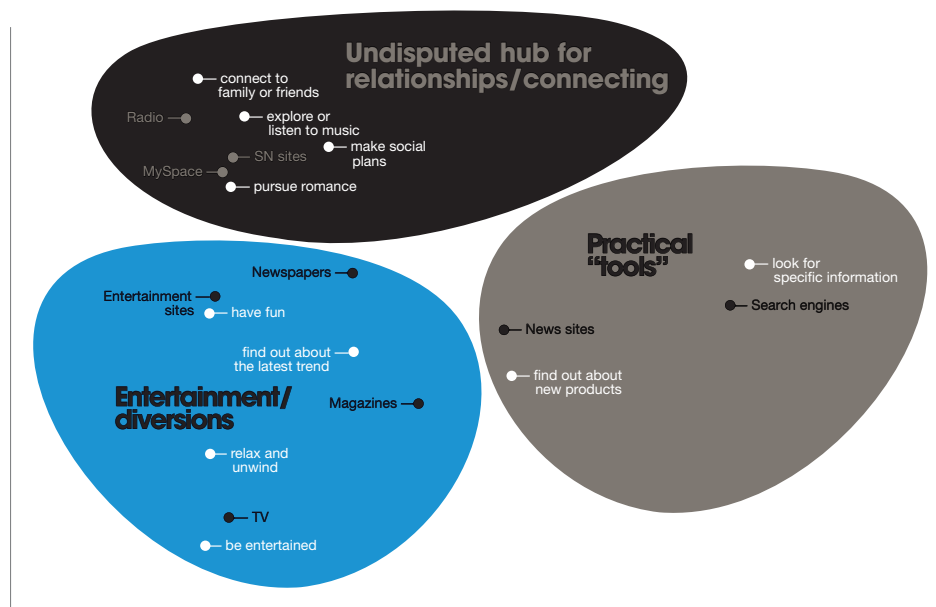 Undisputed hub for
relationships/connecting
connect to
family or friends
Radio
explore or
listen to music
make social
plans
SN sites
MySpace
pursue romance
Practical
“tools”
look for
specific information
Search engines
News sites
find out about
new products
Newspapers
Entertainment
sites
have fun
find out about
the latest trend
Entertainment/
diversions
Magazines
relax and
unwind
TV
be entertained